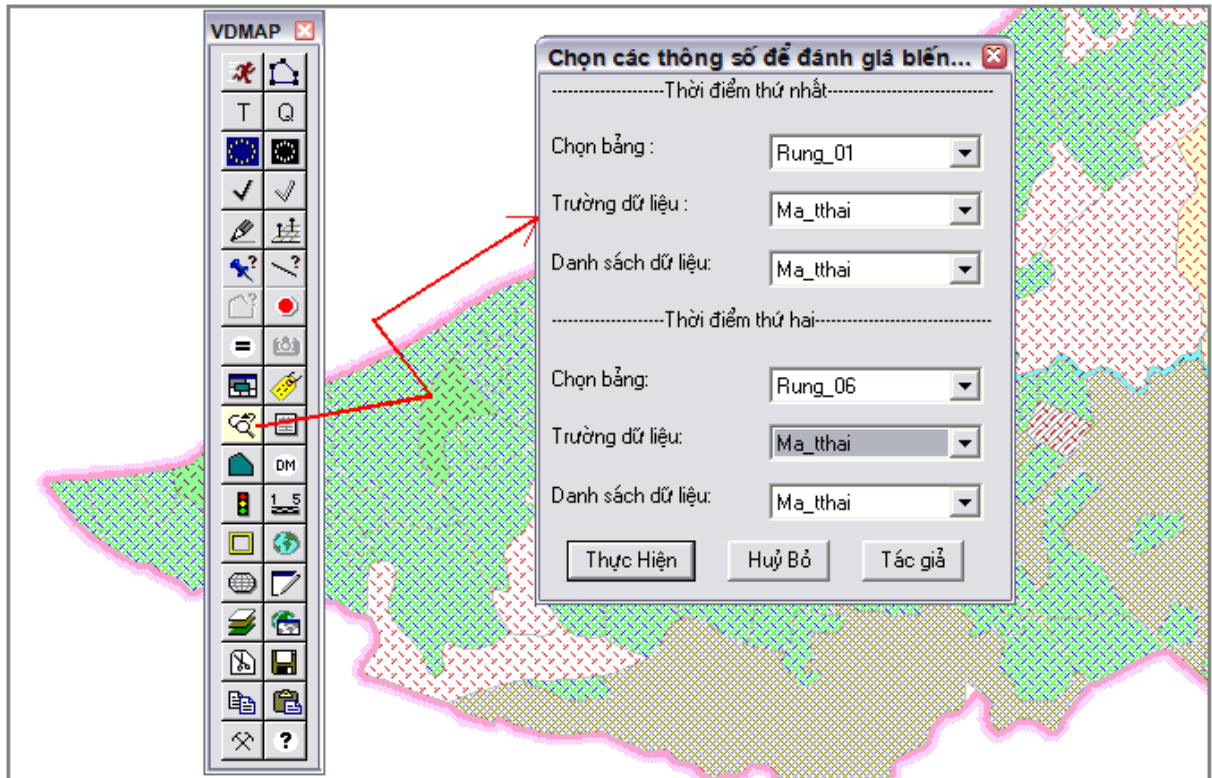 VDMAP
T Q
DM
1 5
?
Chọn các thông số để đánh giá biến...
Thời điểm thứ nhất
Chọn bảng :
Rung_01
Trường dữ liệu :
Ma_tthai
Danh sách dữ liệu:
Ma_tthai
Thời điểm thứ hai
Chọn bảng:
Rung_06
Trường dữ liệu:
Ma_tthai
Danh sách dữ liệu:
Ma_tthai
Thực Hiện Huỷ Bỏ Tác giả